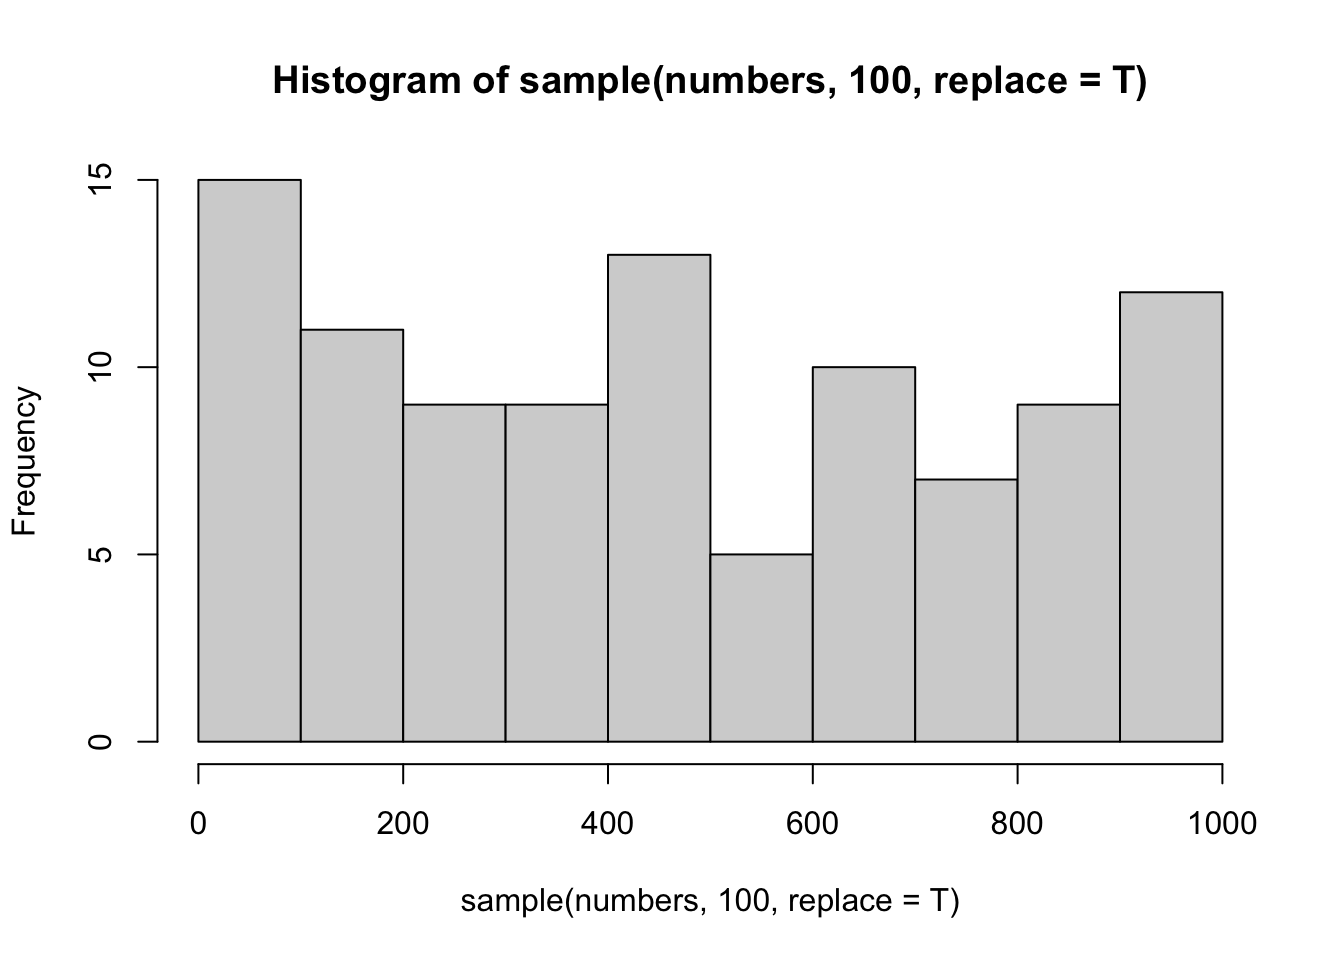 Histogram of sample(numbers, 100, replace = T)
Frequency
15
10
5
0
0 200 400 600 800 1000
sample(numbers, 100, replace = T)